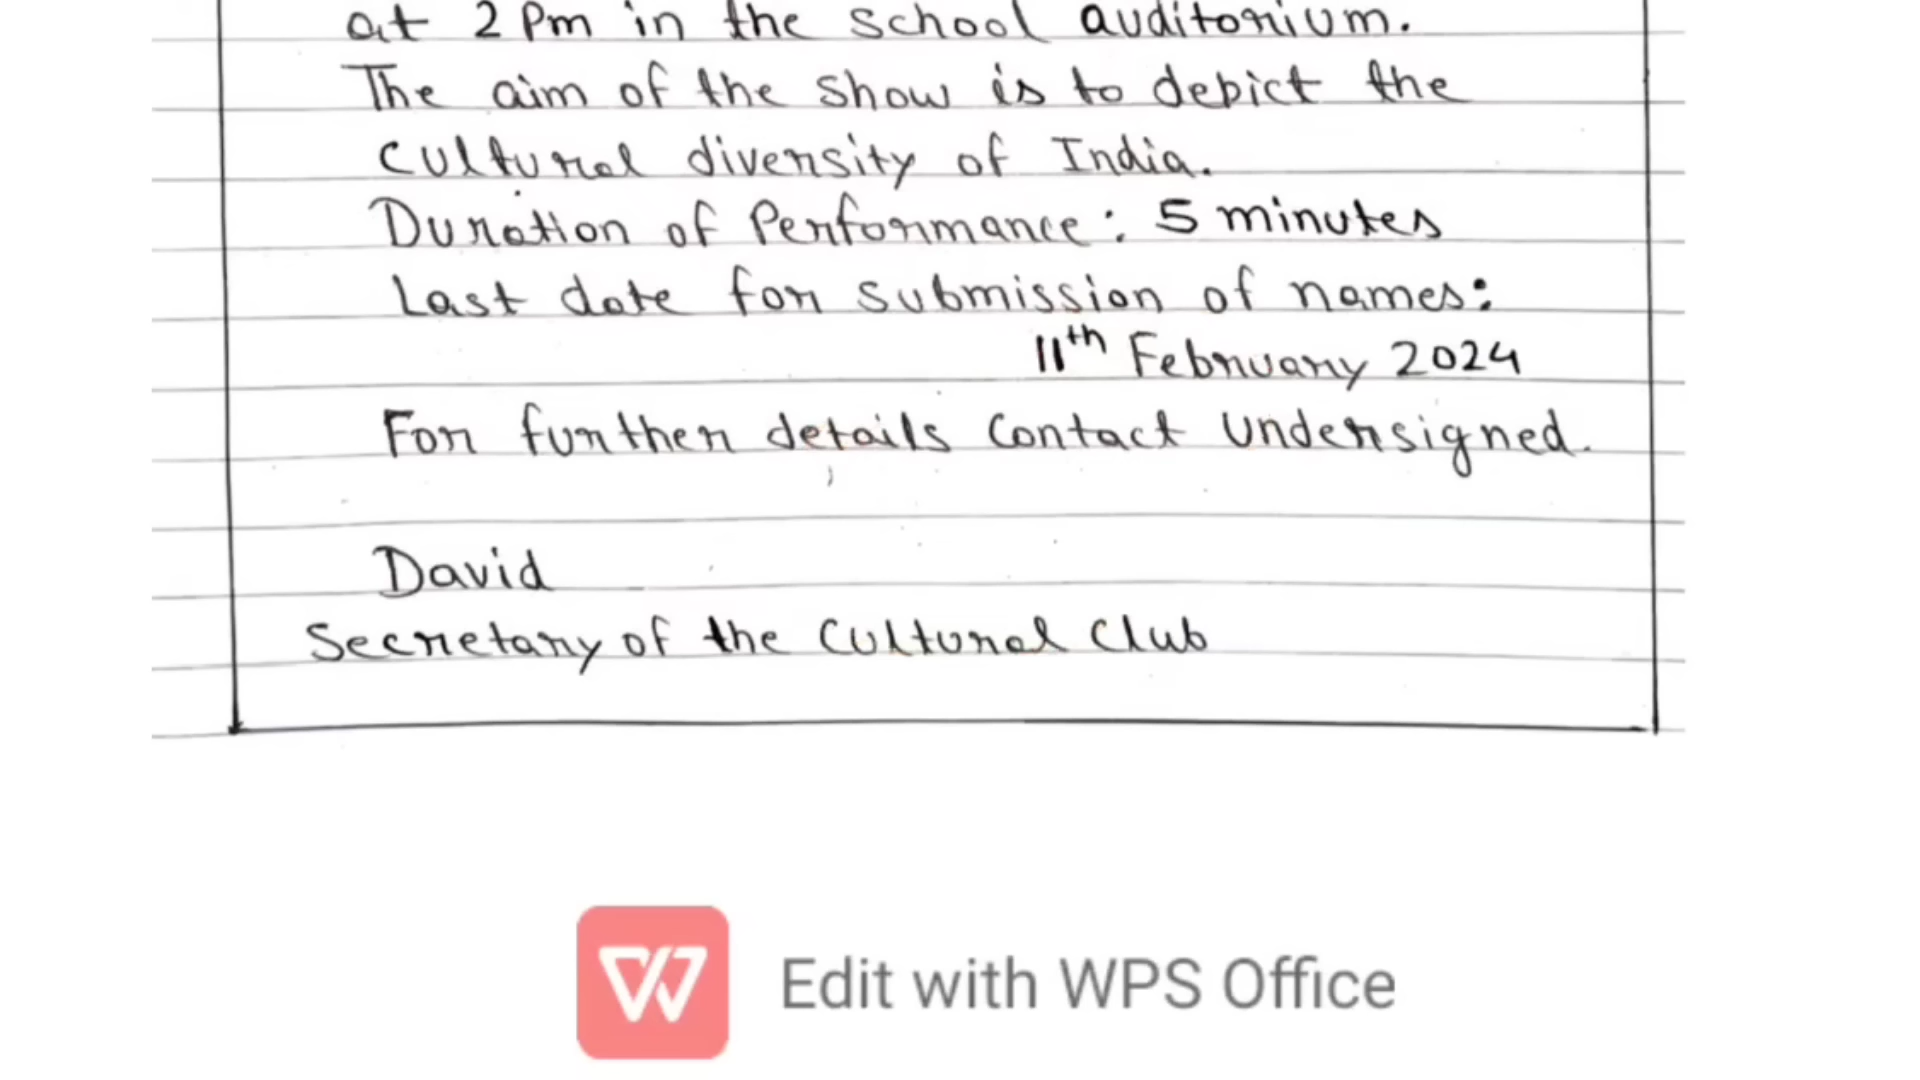 at 2 Pm in the school auditorium.
The aim of the show is to depict the
cultural diversity of India.
Duration of Performance: 5 minutes
Last date for submission of names:
11th February 2024
For further details contact undersigned.
David
Secretary of the Cultural Club
Edit with WPS Office